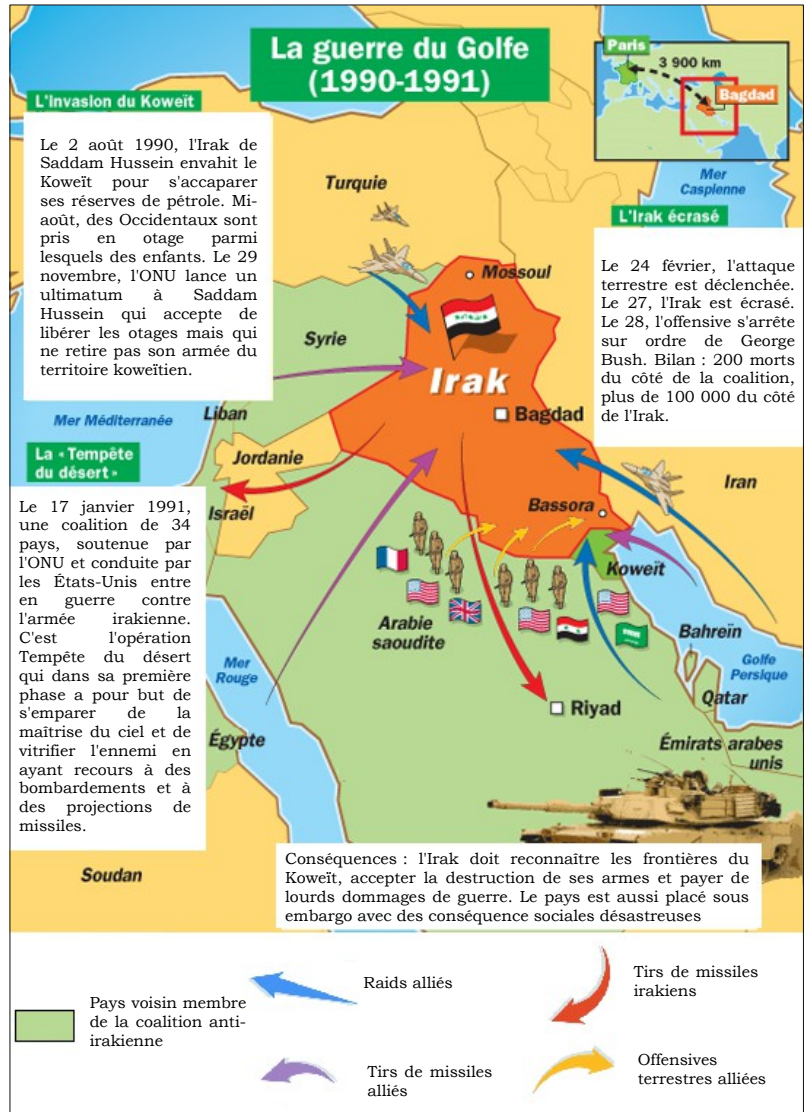 La guerre du Golfe
(1990-1991)
Paris
3 900 km
Bagdad
L'invasion du Koweït
Le 2 août 1990, l'Irak de
Saddam Hussein envahit le
Koweït pour s'accaparer
ses réserves de pétrole. Mi-
août, des Occidentaux sont
pris en otage parmi
lesquels des enfants. Le 29
novembre, l'ONU lance un
ultimatum à Saddam
Hussein qui accepte de
libérer les otages mais qui
ne retire pas son armée du
territoire koweïtien.
Turquie
Mer
Caspienne
L'Irak écrasé
Le 24 février, l'attaque
terrestre est déclenchée.
Le 27, l'Irak est écrasé.
Le 28, l'offensive s'arrête
sur ordre de George
Bush. Bilan : 200 morts
du côté de la coalition,
plus de 100 000 du côté
de l'Irak.
Mossoul
Syrie
Irak
Bagdad
Mer Méditerranée
Liban
La « Tempête
du désert »
Jordanie
Israël
Iran
Bassora
Koweït
Le 17 janvier 1991,
une coalition de 34
pays, soutenue par
l'ONU et conduite par
les États-Unis entre
en guerre contre
l'armée irakienne.
C'est l'opération
Tempête du désert
qui dans sa première
phase a pour but de
s'emparer de la
maîtrise du ciel et de
vitrifier l'ennemi en
ayant recours à des
bombardements et à
des projections de
missiles.
Arabie
saoudite
Bahreïn
Mer
Rouge
Golfe
Persique
Qatar
Riyad
Égypte
Émirats arabes
unis
Soudan
Conséquences : l'Irak doit reconnaître les frontières du
Koweït, accepter la destruction de ses armes et payer de
lourds dommages de guerre. Le pays est aussi placé sous
embargo avec des conséquence sociales désastreuses
Pays voisin membre
de la coalition anti-
irakienne
Raids alliés
Tirs de missiles
irakiens
Tirs de missiles
alliés
Offensives
terrestres alliées